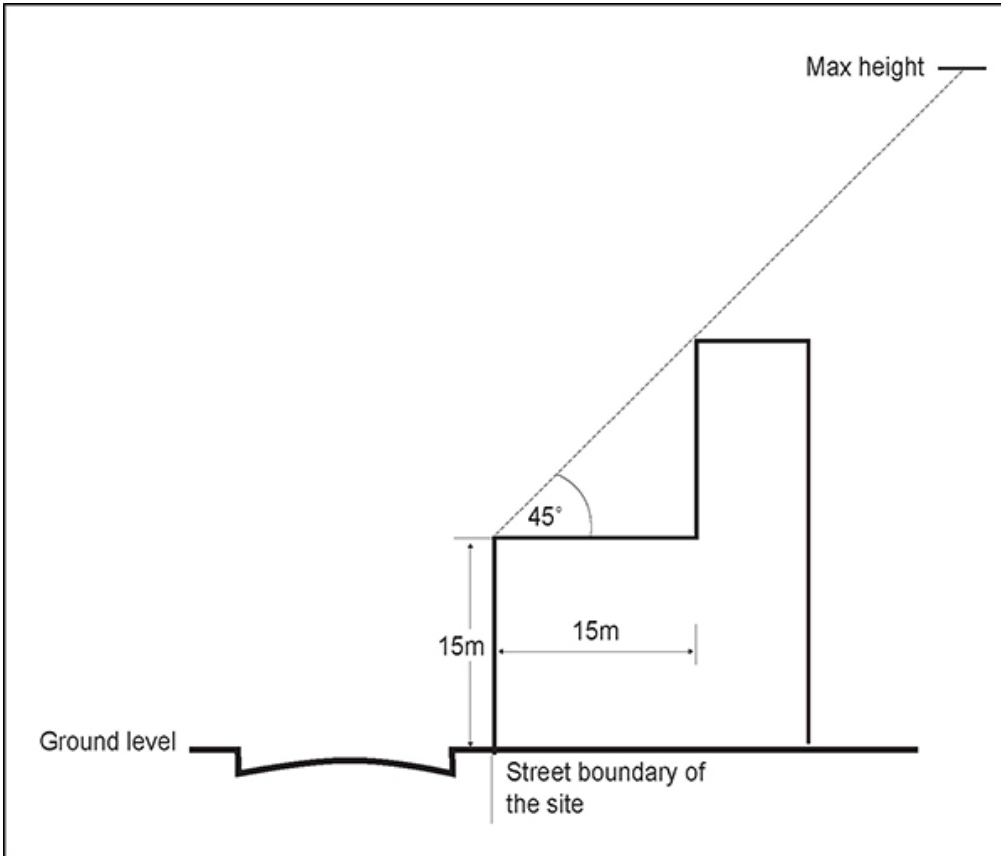 Max height
45°
15m
15m
Ground level
Street boundary of
the site